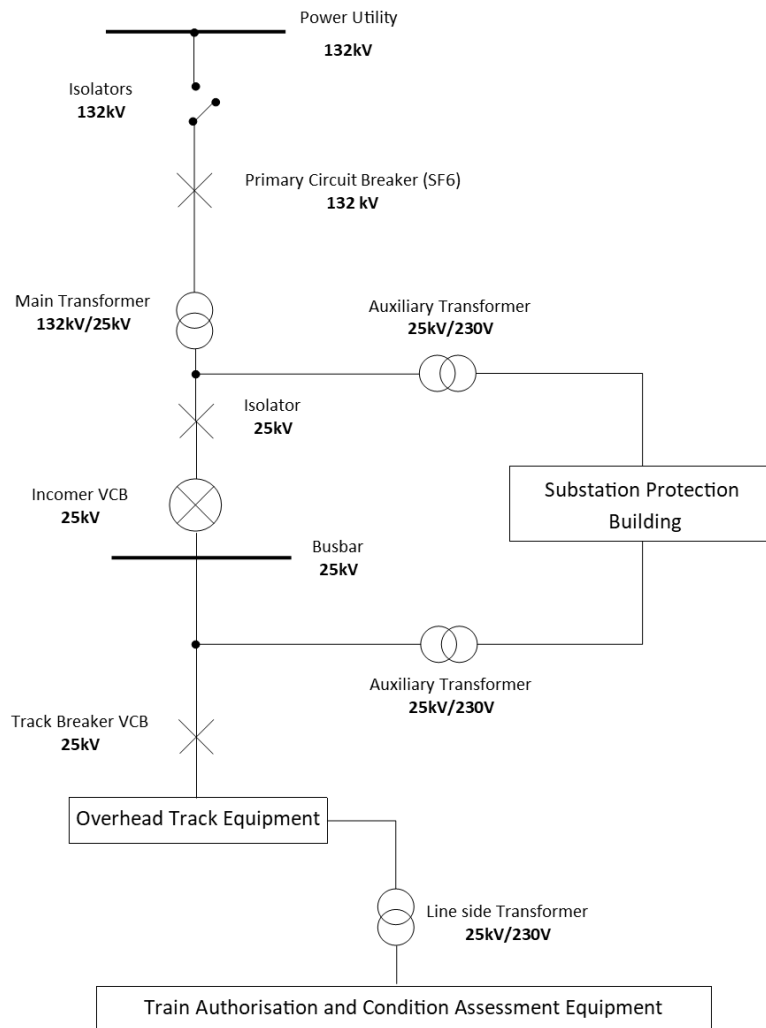 Power Utility
132kV
Isolators
132kV
Primary Circuit Breaker (SF6)
132 kV
Main Transformer
132kV/25kV
Auxiliary Transformer
25kV/230V
Isolator
25kV
Incomer VCB
25kV
Substation Protection
Building
Busbar
25kV
Auxiliary Transformer
25kV/230V
Track Breaker VCB
25kV
Overhead Track Equipment
Line side Transformer
25kV/230V
Train Authorisation and Condition Assessment Equipment